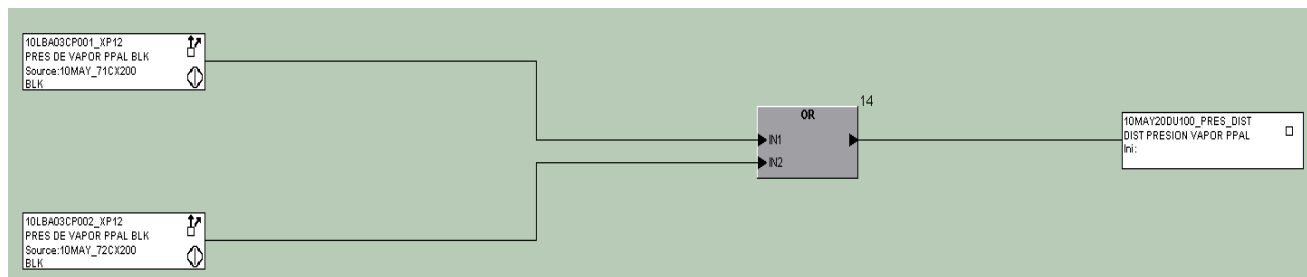 10LBA03CP001_XP12
PRES DE VAPOR PPAL BLK
Source:10MAY_71CX200
BLK
14
OR
IN1
IN2
10MAY20DU100_PRES_DIST
DIST PRESION VAPOR PPAL
Ini:
10LBA03CP002_XP12
PRES DE VAPOR PPAL BLK
Source:10MAY_72CX200
BLK